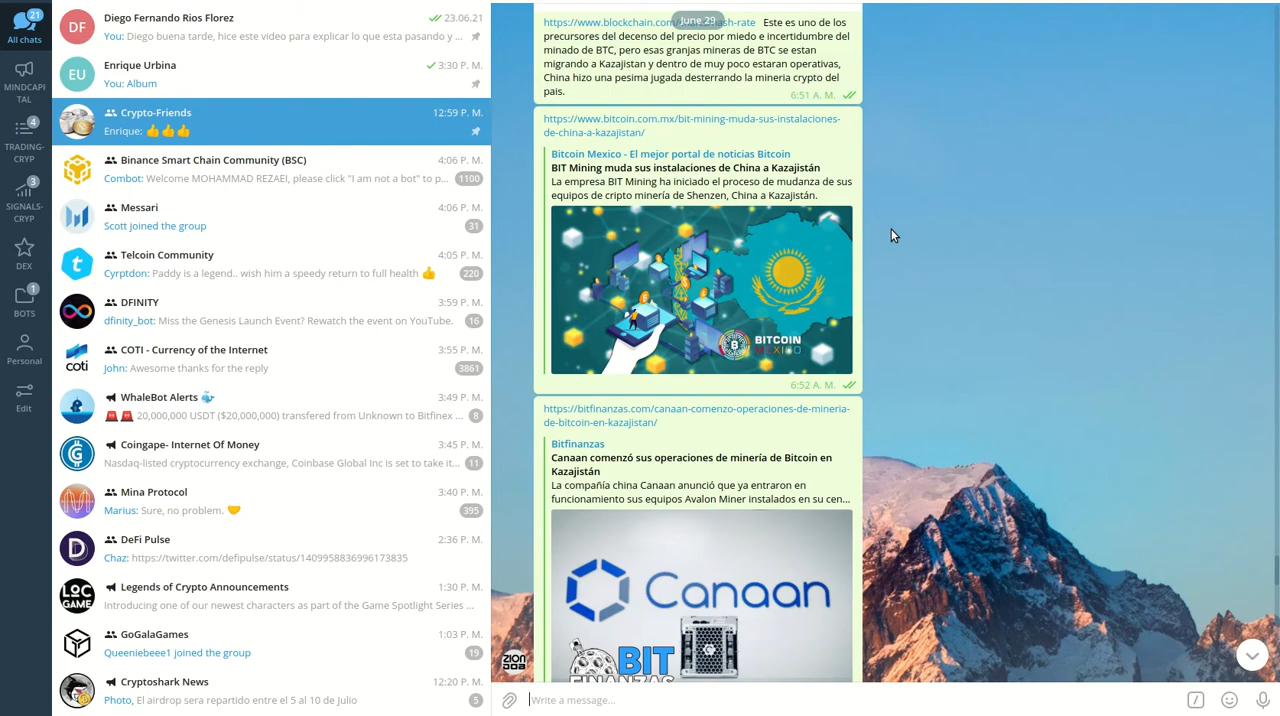 21
All chats
MINDCAPI
TAL
4
TRADING-
CRYP
3
SIGNALS-
CRYP
DEX
1
BOTS
Personal
Edit
DF
Diego Fernando Rios Florez
23.06.21
You: Diego buena tarde, hice este video para explicar lo que esta pasando y ...
EU
Enrique Urbina
3:30 P. M.
You: Album
Crypto-Friends
12:59 P. M.
Enrique: 👍👍👍
Binance Smart Chain Community (BSC)
4:06 P. M.
Combot: Welcome MOHAMMAD REZAEI, please click "I am not a bot" to p...
1100
Messari
4:06 P. M.
Scott joined the group
31
Telcoin Community
4:05 P. M.
Cyrptdon: Paddy is a legend.. wish him a speedy return to full health 👍
220
DFINITY
3:59 P. M.
dfinity_bot: Miss the Genesis Launch Event? Rewatch the event on YouTube.
16
coti
COTI - Currency of the Internet
3:55 P. M.
John: Awesome thanks for the reply
3861
WhaleBot Alerts 🐳
3:49 P. M.
🚨🚨 20,000,000 USDT ($20,000,000) transfered from Unknown to Bitfinex ...
8
Coingape- Internet Of Money
3:45 P. M.
Nasdaq-listed cryptocurrency exchange, Coinbase Global Inc is set to take it...
11
Mina Protocol
3:40 P. M.
Marius: Sure, no problem. 🧡
395
DeFi Pulse
2:36 P. M.
Chaz: https://twitter.com/defipulse/status/1409958836996173835
LOC
GAME
Legends of Crypto Announcements
1:30 P. M.
Introducing one of our newest characters as part of the Game Spotlight Series ...
GoGalaGames
1:03 P. M.
Queeniebeee1 joined the group
19
Cryptoshark News
12:20 P. M.
Photo, El airdrop sera repartido entre el 5 al 10 de Julio
5
June 29
https://www.blockchain.com/ ash-rate Este es uno de los
precursores del decenso del precio por miedo e incertidumbre del
minado de BTC, pero esas granjas mineras de BTC se estan
migrando a Kazajistan y dentro de muy poco estaran operativas,
China hizo una pesima jugada desterrando la mineria crypto del
pais.
6:51 A. M.
https://www.bitcoin.com.mx/bit-mining-muda-sus-instalaciones-
de-china-a-kazajistan/
Bitcoin Mexico - El mejor portal de noticias Bitcoin
BIT Mining muda sus instalaciones de China a Kazajistán
La empresa BIT Mining ha iniciado el proceso de mudanza de sus
equipos de cripto minería de Shenzen, China a Kazajistán.
BITCOIN
MÉXICO
6:52 A. M.
https://bitfinanzas.com/canaan-comenzo-operaciones-de-mineria-
de-bitcoin-en-kazajistan/
Bitfinanzas
Canaan comenzó sus operaciones de minería de Bitcoin en
Kazajistán
La compañía china Canaan anunció que ya entraron en
funcionamiento sus equipos Avalon Miner instalados en su cen...
Canaan
BIT
FINANZAS
ZION
Write a message...